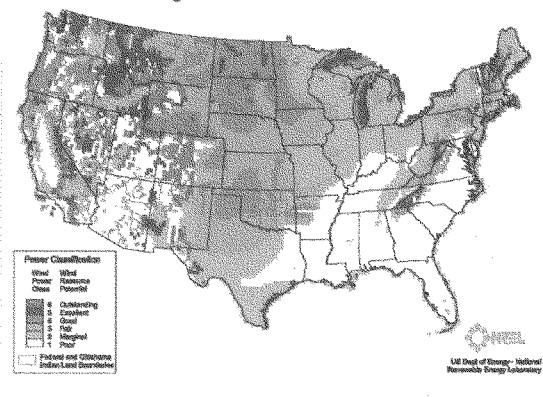 Power Classification
Wind Wind
Power Resource
Class Potential
6 Outstanding
5 Excellent
4 Good
3 Fair
2 Marginal
1 Poor
Federal and
Indian Land Boundaries
NREL
US Dept of Energy - National
Renewable Energy Laboratory